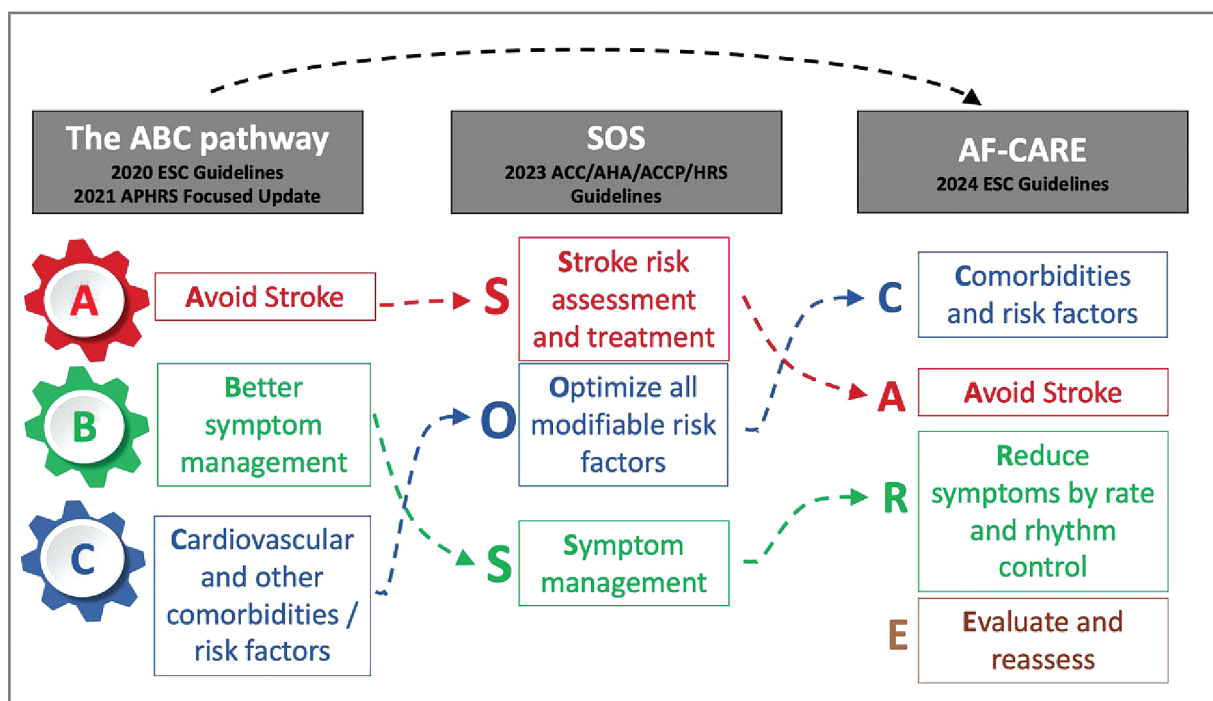 The ABC pathway
2020 ESC Guidelines
2021 APHRS Focused Update
SOS
2023 ACC/AHA/ACCP/HRS
Guidelines
AF-CARE
2024 ESC Guidelines
A
Avoid Stroke
B
Better
symptom
management
C
Cardiovascular
and other
comorbidities /
risk factors
S
Stroke risk
assessment
and treatment
O
Optimize all
modifiable risk
factors
S
Symptom
management
C
Comorbidities
and risk factors
A
Avoid Stroke
R
Reduce
symptoms by rate
and rhythm
control
E
Evaluate and
reassess